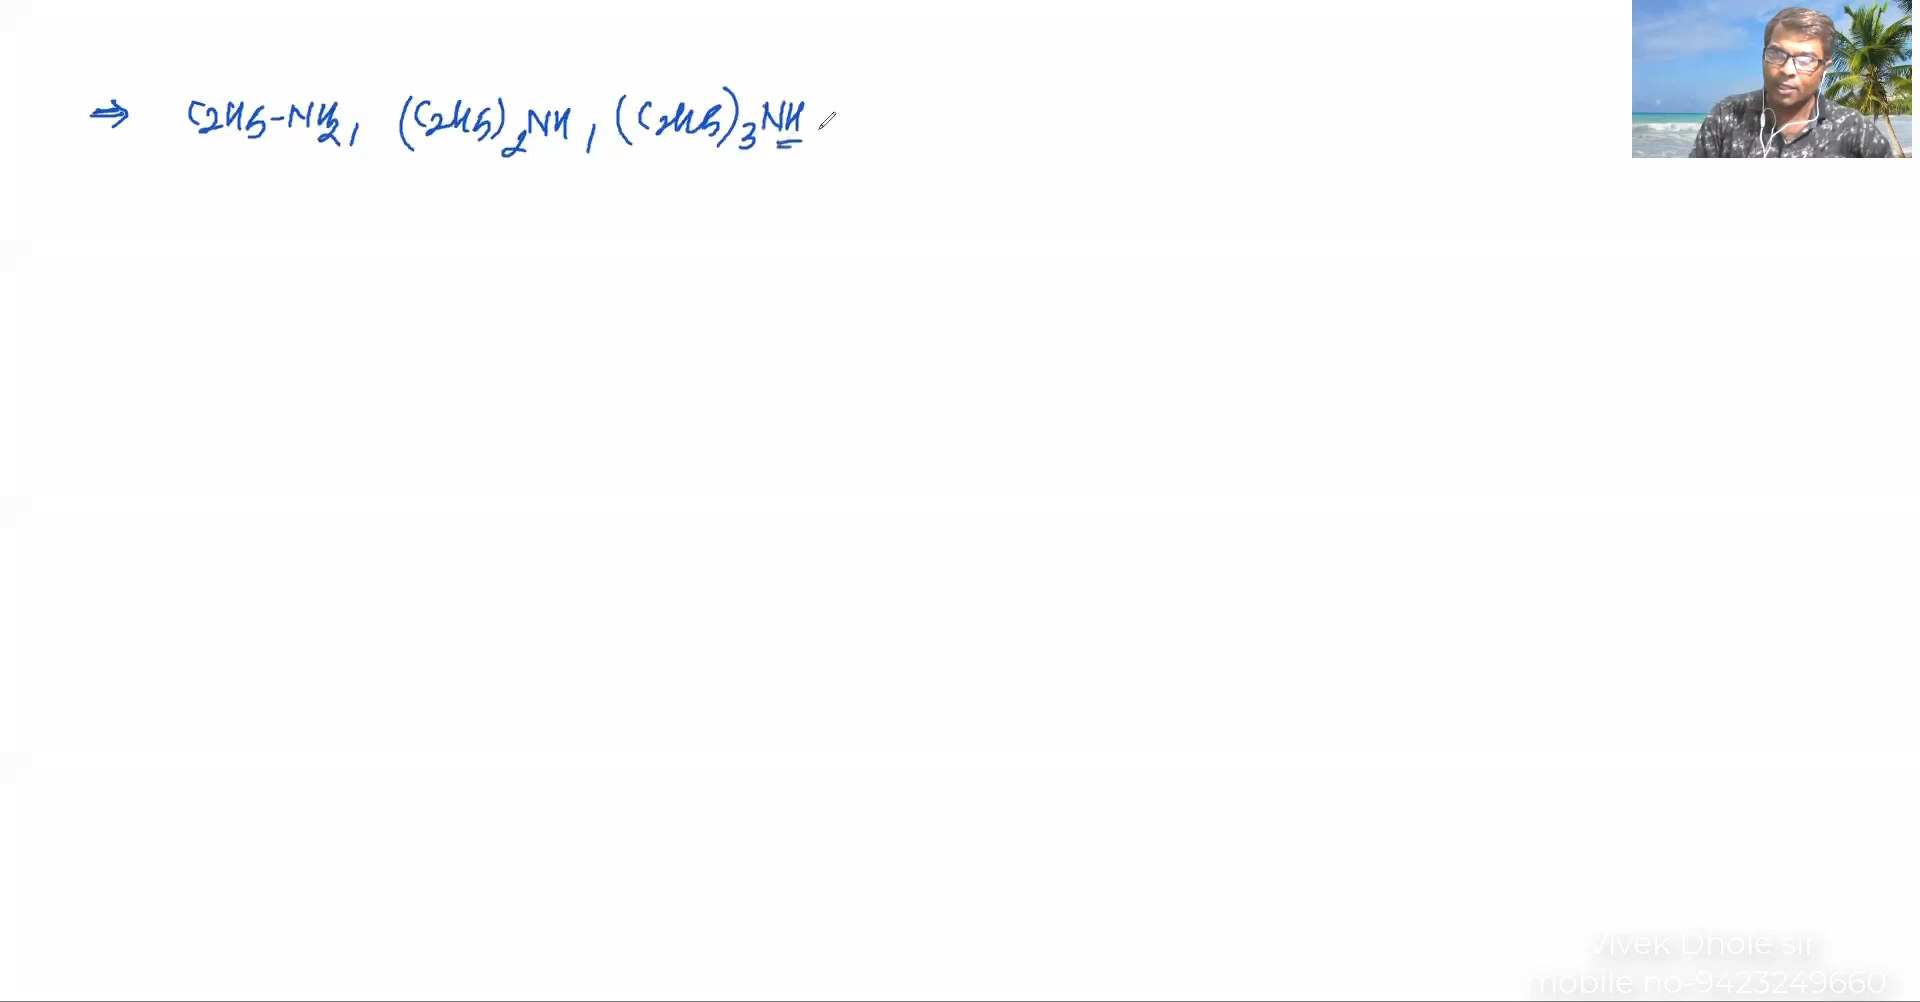 ⇒ C2H5-NH2, (C2H5)2NH, (C2H5)3NH
Vivek Dhole sir
mobile no-9423249660